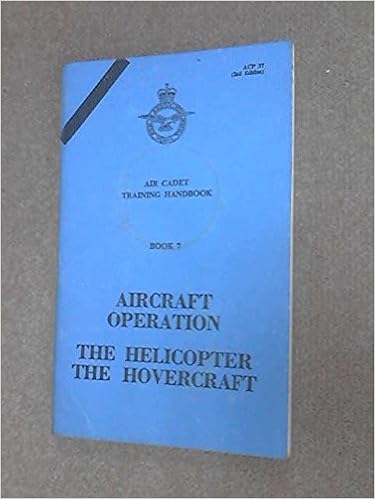 ACP 37
(2nd Edition)
AIR CADET
TRAINING HANDBOOK
BOOK 7
AIRCRAFT
OPERATION
THE HELICOPTER
THE HOVERCRAFT